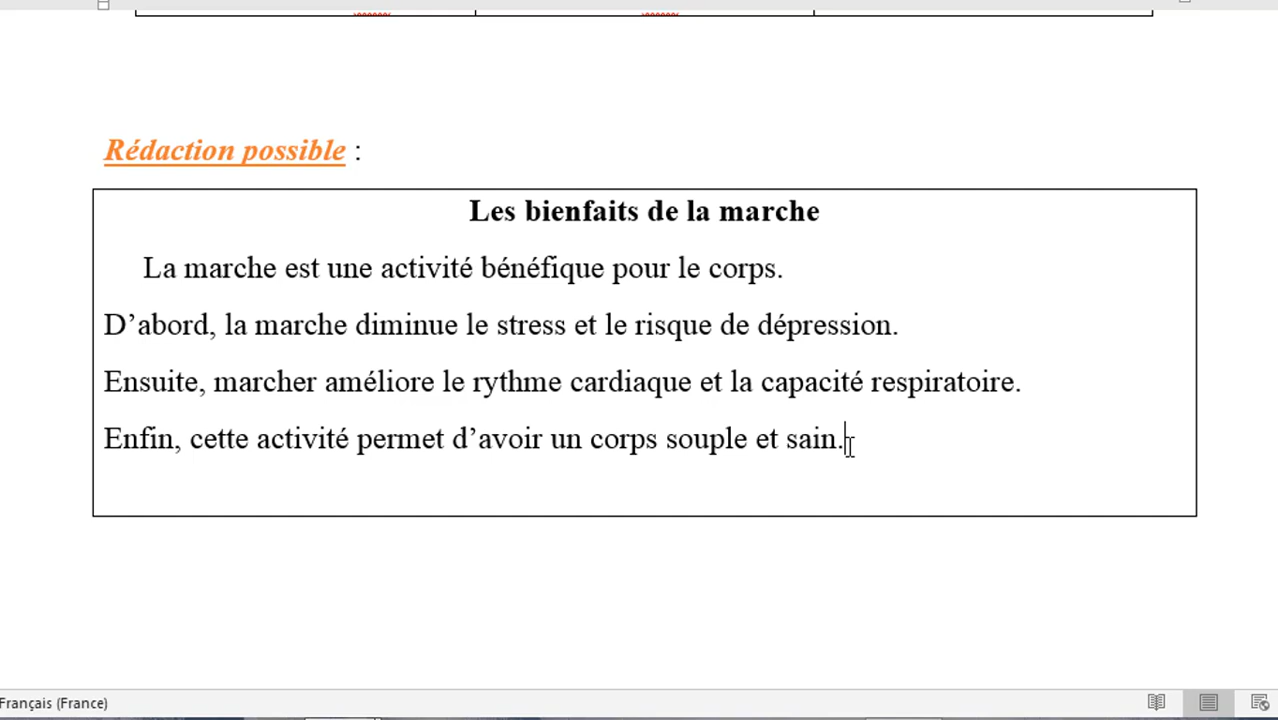 Rédaction possible :
Les bienfaits de la marche
La marche est une activité bénéfique pour le corps.
D’abord, la marche diminue le stress et le risque de dépression.
Ensuite, marcher améliore le rythme cardiaque et la capacité respiratoire.
Enfin, cette activité permet d’avoir un corps souple et sain.
Français (France)